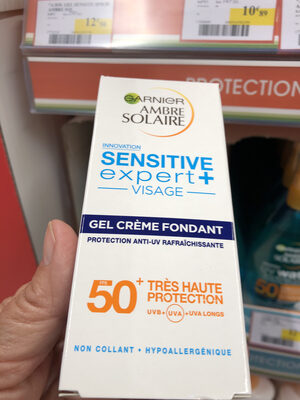 12
10
€89
PROTECTION
GARNIER
AMBRE
SOLAIRE
INNOVATION
SENSITIVE
expert+
VISAGE
GEL CRÈME FONDANT
PROTECTION ANTI-UV RAFRAÎCHISSANTE
FPS
50+
TRÈS HAUTE
PROTECTION
UVB+ UVA +UVA LONGS
NON COLLANT + HYPOALLERGÉNIQUE